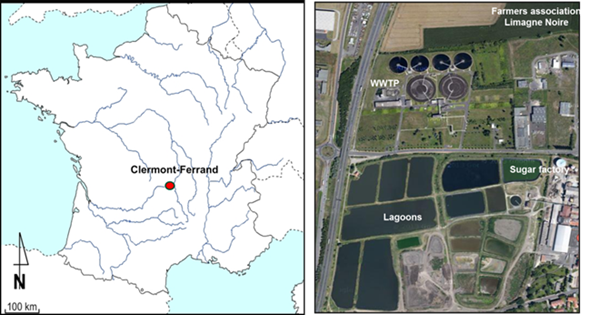 Clermont-Ferrand
N
100 km
Farmers association
Limagne Noire
WWTP
Sugar factory
Lagoons